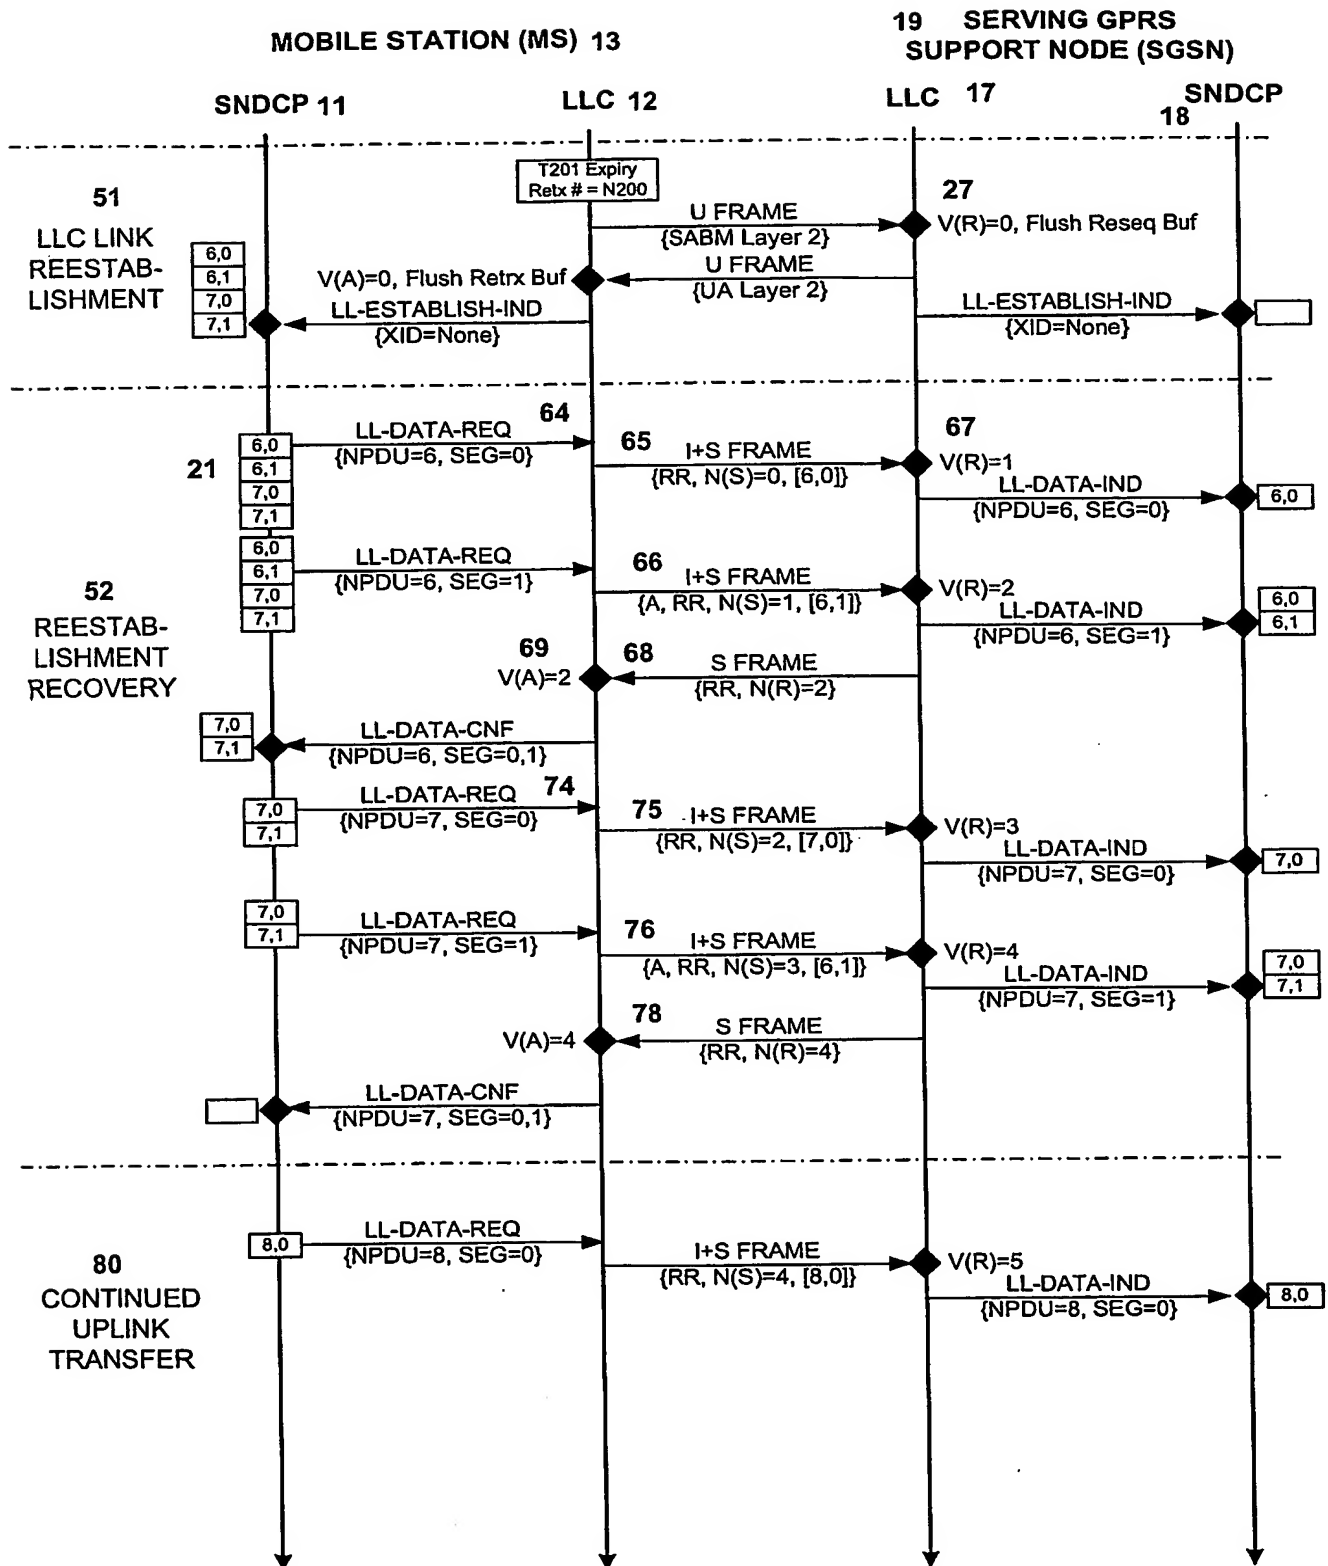 MOBILE STATION (MS) 13
19 SERVING GPRS
SUPPORT NODE (SGSN)
SNDCP 11
LLC 12
LLC 17
SNDCP
18
T201 Expiry
Retx # = N200
51
LLC LINK
REESTAB-
LISHMENT
6,0
6,1
7,0
7,1
U FRAME
{SABM Layer 2}
27
V(R)=0, Flush Reseq Buf
V(A)=0, Flush Retrx Buf
U FRAME
{UA Layer 2}
LL-ESTABLISH-IND
{XID=None}
LL-ESTABLISH-IND
{XID=None}
21
6,0
6,1
7,0
7,1
LL-DATA-REQ
{NPDU=6, SEG=0}
64
65
I+S FRAME
{RR, N(S)=0, [6,0]}
67
V(R)=1
LL-DATA-IND
{NPDU=6, SEG=0}
6,0
52
REESTAB-
LISHMENT
RECOVERY
6,0
6,1
7,0
7,1
LL-DATA-REQ
{NPDU=6, SEG=1}
66
I+S FRAME
{A, RR, N(S)=1, [6,1]}
V(R)=2
LL-DATA-IND
{NPDU=6, SEG=1}
6,0
6,1
69
V(A)=2
68
S FRAME
{RR, N(R)=2}
7,0
7,1
LL-DATA-CNF
{NPDU=6, SEG=0,1}
7,0
7,1
LL-DATA-REQ
{NPDU=7, SEG=0}
74
75
I+S FRAME
{RR, N(S)=2, [7,0]}
V(R)=3
LL-DATA-IND
{NPDU=7, SEG=0}
7,0
7,0
7,1
LL-DATA-REQ
{NPDU=7, SEG=1}
76
I+S FRAME
{A, RR, N(S)=3, [6,1]}
V(R)=4
LL-DATA-IND
{NPDU=7, SEG=1}
7,0
7,1
78
V(A)=4
S FRAME
{RR, N(R)=4}
LL-DATA-CNF
{NPDU=7, SEG=0,1}
80
CONTINUED
UPLINK
TRANSFER
8,0
LL-DATA-REQ
{NPDU=8, SEG=0}
I+S FRAME
{RR, N(S)=4, [8,0]}
V(R)=5
LL-DATA-IND
{NPDU=8, SEG=0}
8,0